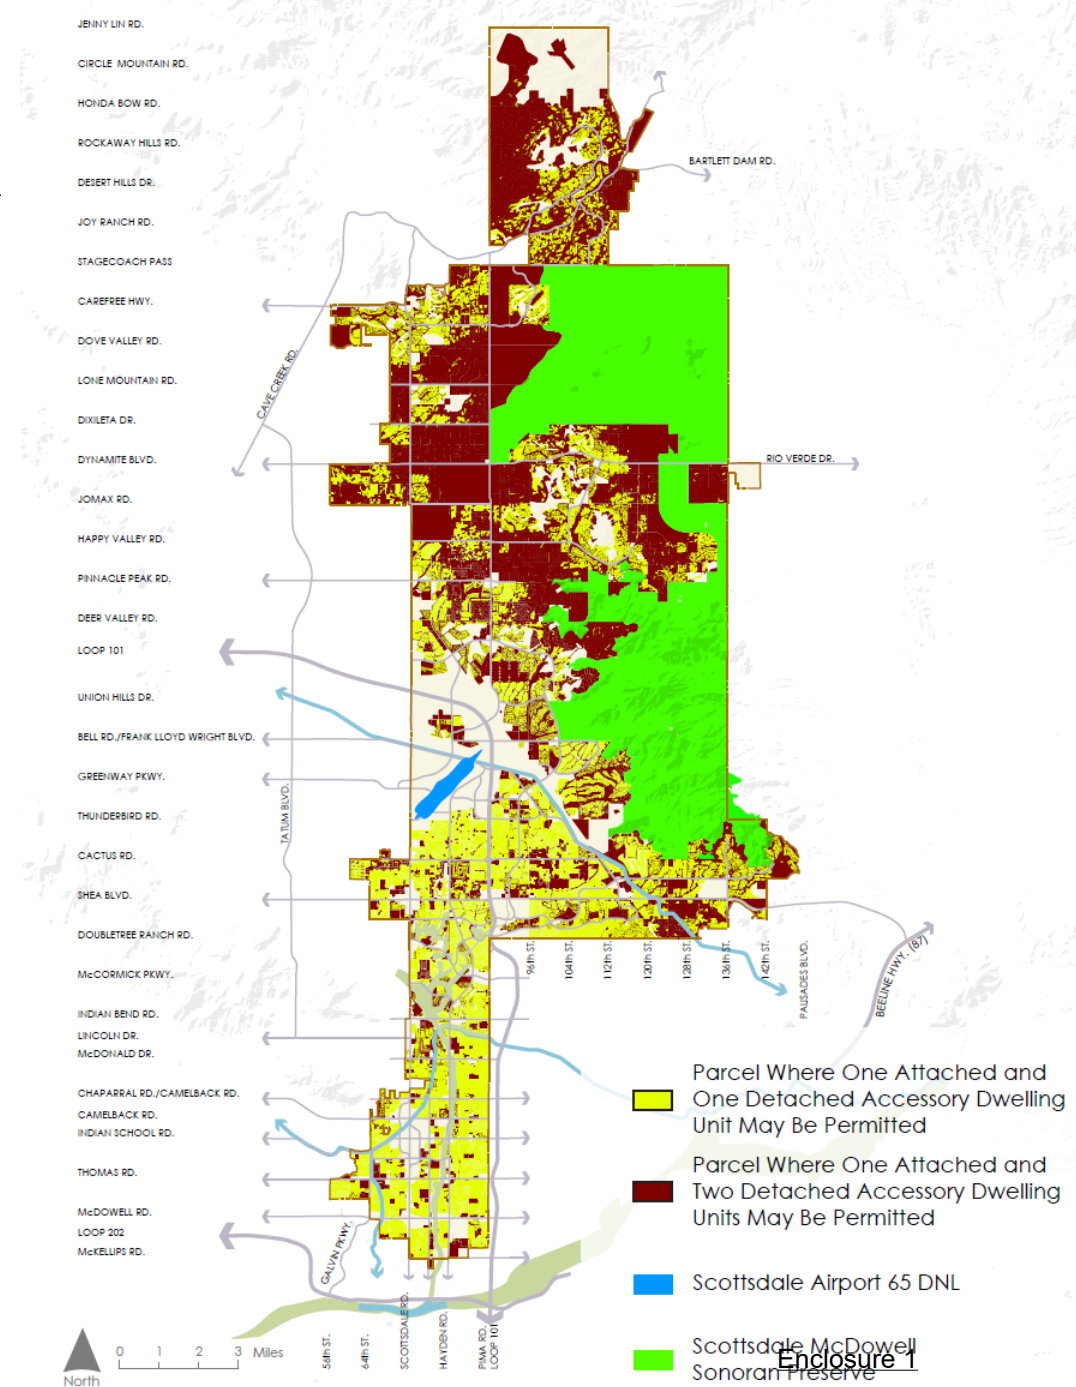 JENNY LIN RD.
CIRCLE MOUNTAIN RD.
HONDA BOW RD.
ROCKAWAY HILLS RD.
BARTLETT DAM RD.
DESERT HILLS DR.
JOY RANCH RD.
STAGECOACH PASS
CAREFREE HWY.
DOVE VALLEY RD.
CAVE CREEK RD.
LONE MOUNTAIN RD.
DIXILETA DR.
DYNAMITE BLVD.
RIO VERDE DR.
JOMAX RD.
HAPPY VALLEY RD.
PINNACLE PEAK RD.
DEER VALLEY RD.
LOOP 101
UNION HILLS DR.
BELL RD./FRANK LLOYD WRIGHT BLVD.
GREENWAY PKWY.
TATUM BLVD.
THUNDERBIRD RD.
CACTUS RD.
SHEA BLVD.
DOUBLETREE RANCH RD.
96th ST.
104th ST.
112th ST.
120th ST.
128th ST.
136th ST.
142th ST.
PALISADES BLVD.
BEELINE HWY. (87)
McCORMICK PKWY.
INDIAN BEND RD.
LINCOLN DR.
McDONALD DR.
CHAPARRAL RD./CAMELBACK RD.
CAMELBACK RD.
INDIAN SCHOOL RD.
THOMAS RD.
McDOWELL RD.
LOOP 202
McKELLIPS RD.
GALVIN PKWY.
56th ST.
64th ST.
SCOTTSDALE RD.
HAYDEN RD.
PIMA RD.
LOOP 101
Parcel Where One Attached and
One Detached Accessory Dwelling
Unit May Be Permitted
Parcel Where One Attached and
Two Detached Accessory Dwelling
Units May Be Permitted
Scottsdale Airport 65 DNL
Scottsdale McDowell
Sonoran Preserve
Enclosure 1
0 1 2 3 Miles
North